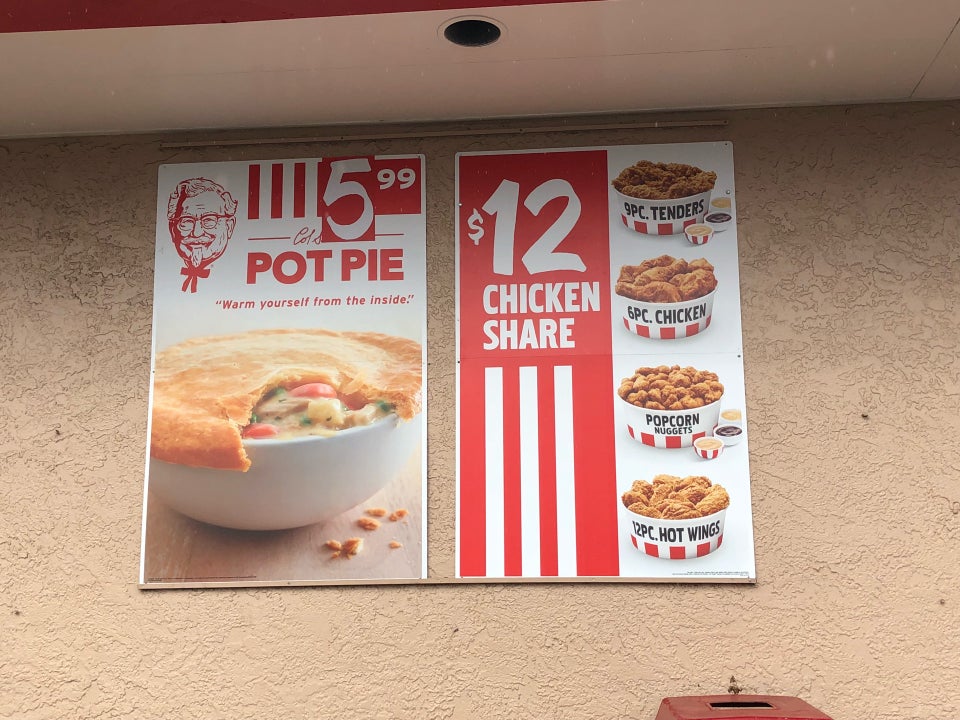 $5.99
Col's
POT PIE
"Warm yourself from the inside."
$12
CHICKEN
SHARE
9PC. TENDERS
6PC. CHICKEN
POPCORN
NUGGETS
12PC. HOT WINGS